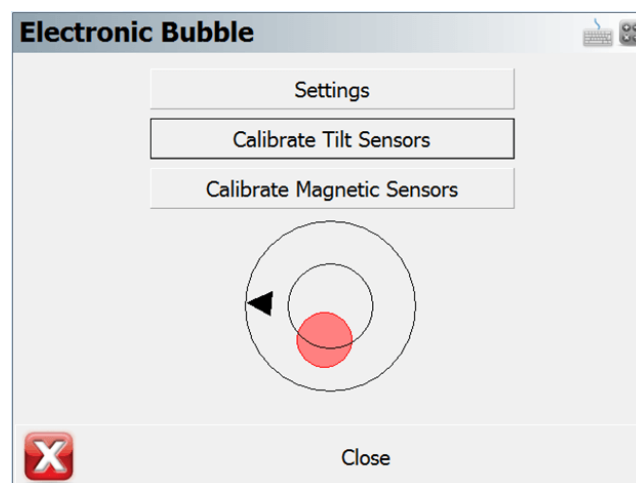 Electronic Bubble
Settings
Calibrate Tilt Sensors
Calibrate Magnetic Sensors
Close